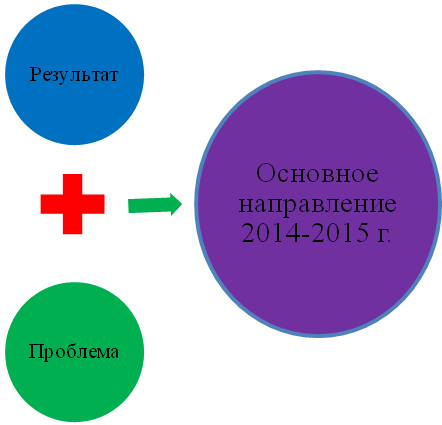 Результат
Основное
направление
2014-2015 г.
Проблема